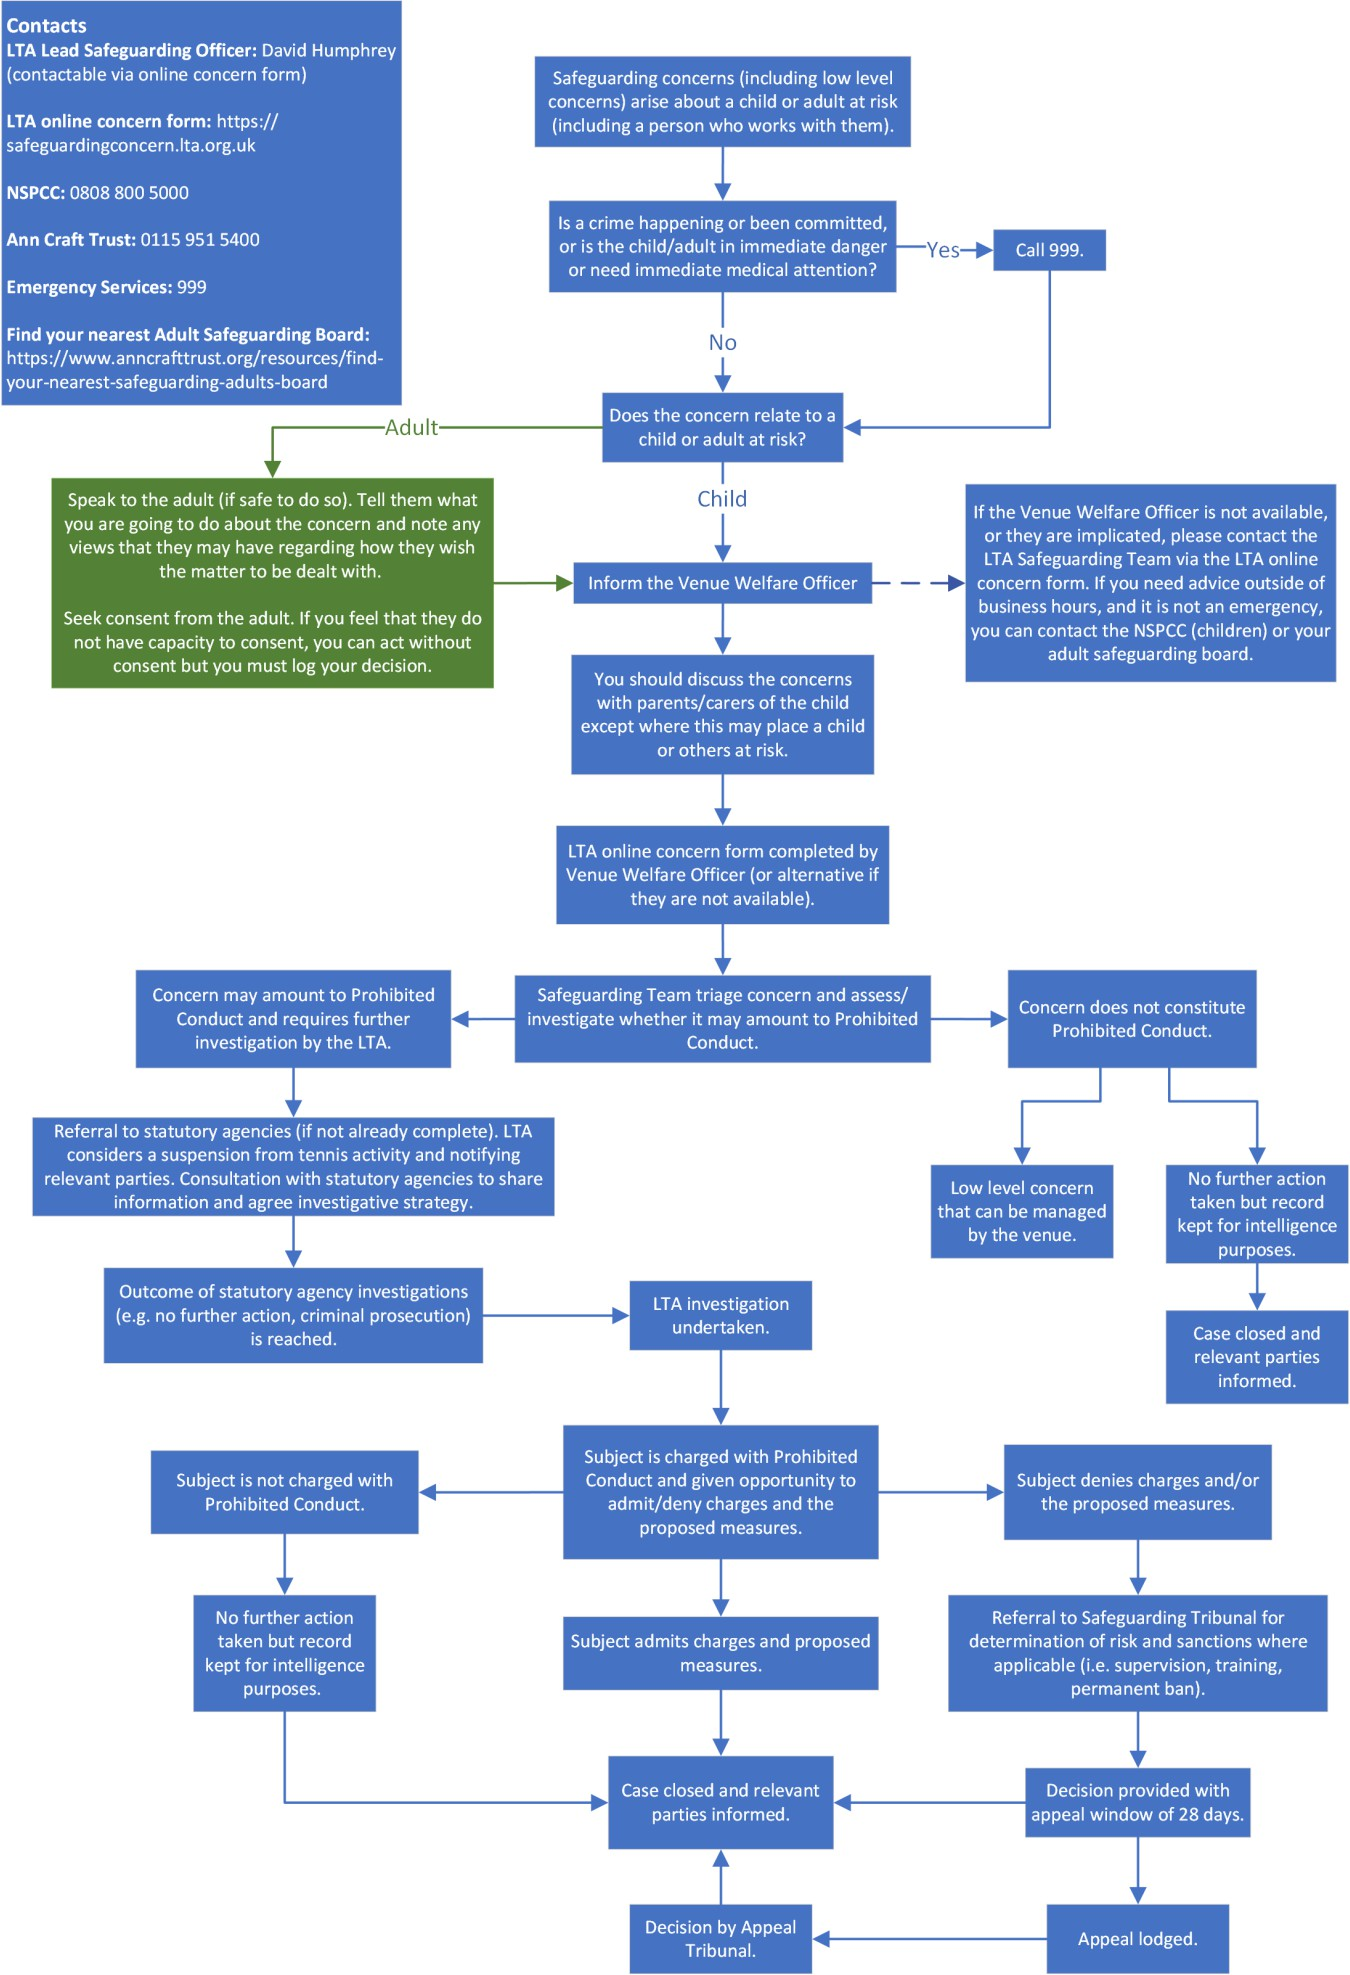 Contacts
LTA Lead Safeguarding Officer: David Humphrey
(contactable via online concern form)
LTA online concern form: https://
safeguardingconcern.lta.org.uk
NSPCC: 0808 800 5000
Ann Craft Trust: 0115 951 5400
Emergency Services: 999
Find your nearest Adult Safeguarding Board:
https://www.anncrafttrust.org/resources/find-
your-nearest-safeguarding-adults-board
Safeguarding concerns (including low level
concerns) arise about a child or adult at risk
(including a person who works with them).
Is a crime happening or been committed,
or is the child/adult in immediate danger
or need immediate medical attention?
Yes
Call 999.
No
Does the concern relate to a
child or adult at risk?
Adult
Speak to the adult (if safe to do so). Tell them what
you are going to do about the concern and note any
views that they may have regarding how they wish
the matter to be dealt with.
Seek consent from the adult. If you feel that they do
not have capacity to consent, you can act without
consent but you must log your decision.
Child
Inform the Venue Welfare Officer
If the Venue Welfare Officer is not available,
or they are implicated, please contact the
LTA Safeguarding Team via the LTA online
concern form. If you need advice outside of
business hours, and it is not an emergency,
you can contact the NSPCC (children) or your
adult safeguarding board.
You should discuss the concerns
with parents/carers of the child
except where this may place a child
or others at risk.
LTA online concern form completed by
Venue Welfare Officer (or alternative if
they are not available).
Safeguarding Team triage concern and assess/
investigate whether it may amount to Prohibited
Conduct.
Concern may amount to Prohibited
Conduct and requires further
investigation by the LTA.
Concern does not constitute
Prohibited Conduct.
Referral to statutory agencies (if not already complete). LTA
considers a suspension from tennis activity and notifying
relevant parties. Consultation with statutory agencies to share
information and agree investigative strategy.
Low level concern
that can be managed
by the venue.
No further action
taken but record
kept for intelligence
purposes.
Case closed and
relevant parties
informed.
Outcome of statutory agency investigations
(e.g. no further action, criminal prosecution)
is reached.
LTA investigation
undertaken.
Subject is charged with Prohibited
Conduct and given opportunity to
admit/deny charges and the
proposed measures.
Subject is not charged with
Prohibited Conduct.
Subject denies charges and/or
the proposed measures.
No further action
taken but record
kept for intelligence
purposes.
Subject admits charges and proposed
measures.
Referral to Safeguarding Tribunal for
determination of risk and sanctions where
applicable (i.e. supervision, training,
permanent ban).
Case closed and relevant
parties informed.
Decision provided with
appeal window of 28 days.
Decision by Appeal
Tribunal.
Appeal lodged.